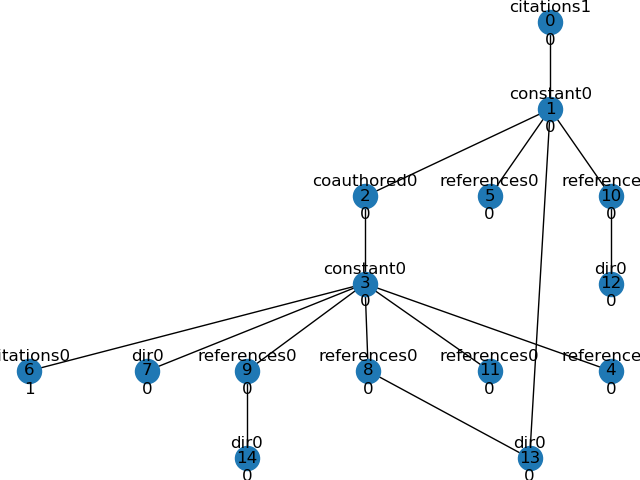 citations1
0
0
constant0
1
0
coauthored0 references0 reference
2 5 10
0 0 0
constant0 dir0
3 12
0 0
itations0 dir0 references0 references0 references0 reference
6 7 9 8 11 4
1 0 0 0 0 0
dir0 dir0
14 13
0 0